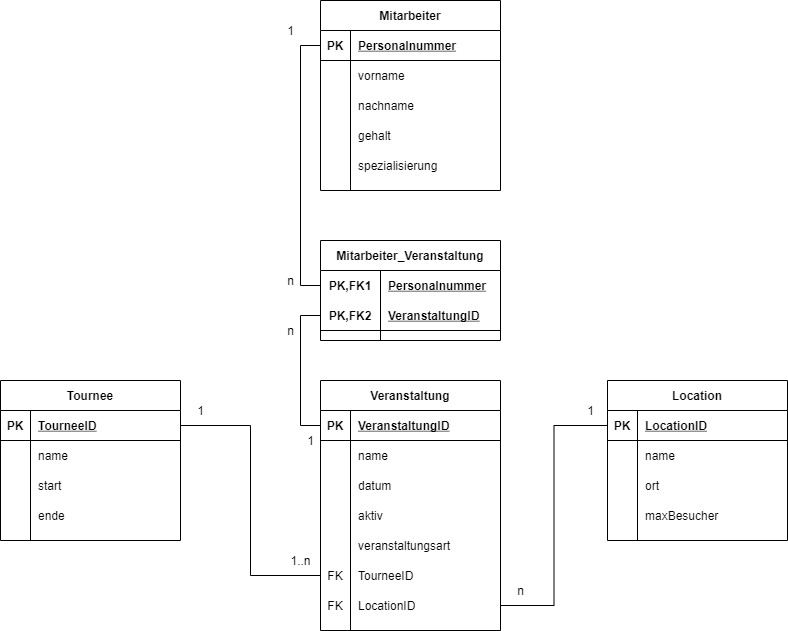 Mitarbeiter
1
PK Personalnummer
vorname
nachname
gehalt
spezialisierung
Mitarbeiter_Veranstaltung
n
PK,FK1 Personalnummer
PK,FK2 VeranstaltungID
n
Tournee
PK TourneeID
name
start
ende
1
Veranstaltung
PK VeranstaltungID
1
name
datum
aktiv
veranstaltungsart
1..n
FK TourneeID
FK LocationID
n
Location
1
PK LocationID
name
ort
maxBesucher